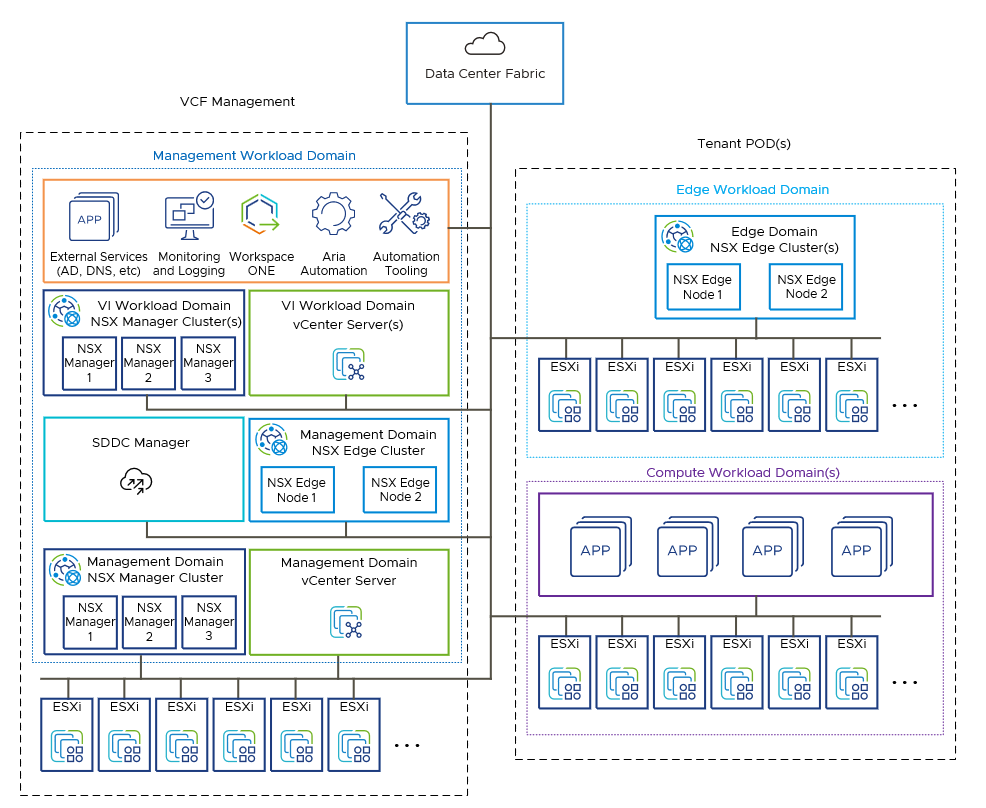 Data Center Fabric
VCF Management
Management Workload Domain
APP
External Services
(AD, DNS, etc)
Monitoring
and Logging
Workspace
ONE
Aria
Automation
Automation
Tooling
VI Workload Domain
NSX Manager Cluster(s)
NSX
Manager
1
NSX
Manager
2
NSX
Manager
3
VI Workload Domain
vCenter Server(s)
SDDC Manager
Management Domain
NSX Edge Cluster
NSX Edge
Node 1
NSX Edge
Node 2
Management Domain
NSX Manager Cluster
NSX
Manager
1
NSX
Manager
2
NSX
Manager
3
Management Domain
vCenter Server
ESXi
ESXi
ESXi
ESXi
ESXi
ESXi
...
Tenant POD(s)
Edge Workload Domain
Edge Domain
NSX Edge Cluster(s)
NSX Edge
Node 1
NSX Edge
Node 2
ESXi
ESXi
ESXi
ESXi
ESXi
ESXi
...
Compute Workload Domain(s)
APP
APP
APP
APP
ESXi
ESXi
ESXi
ESXi
ESXi
ESXi
...